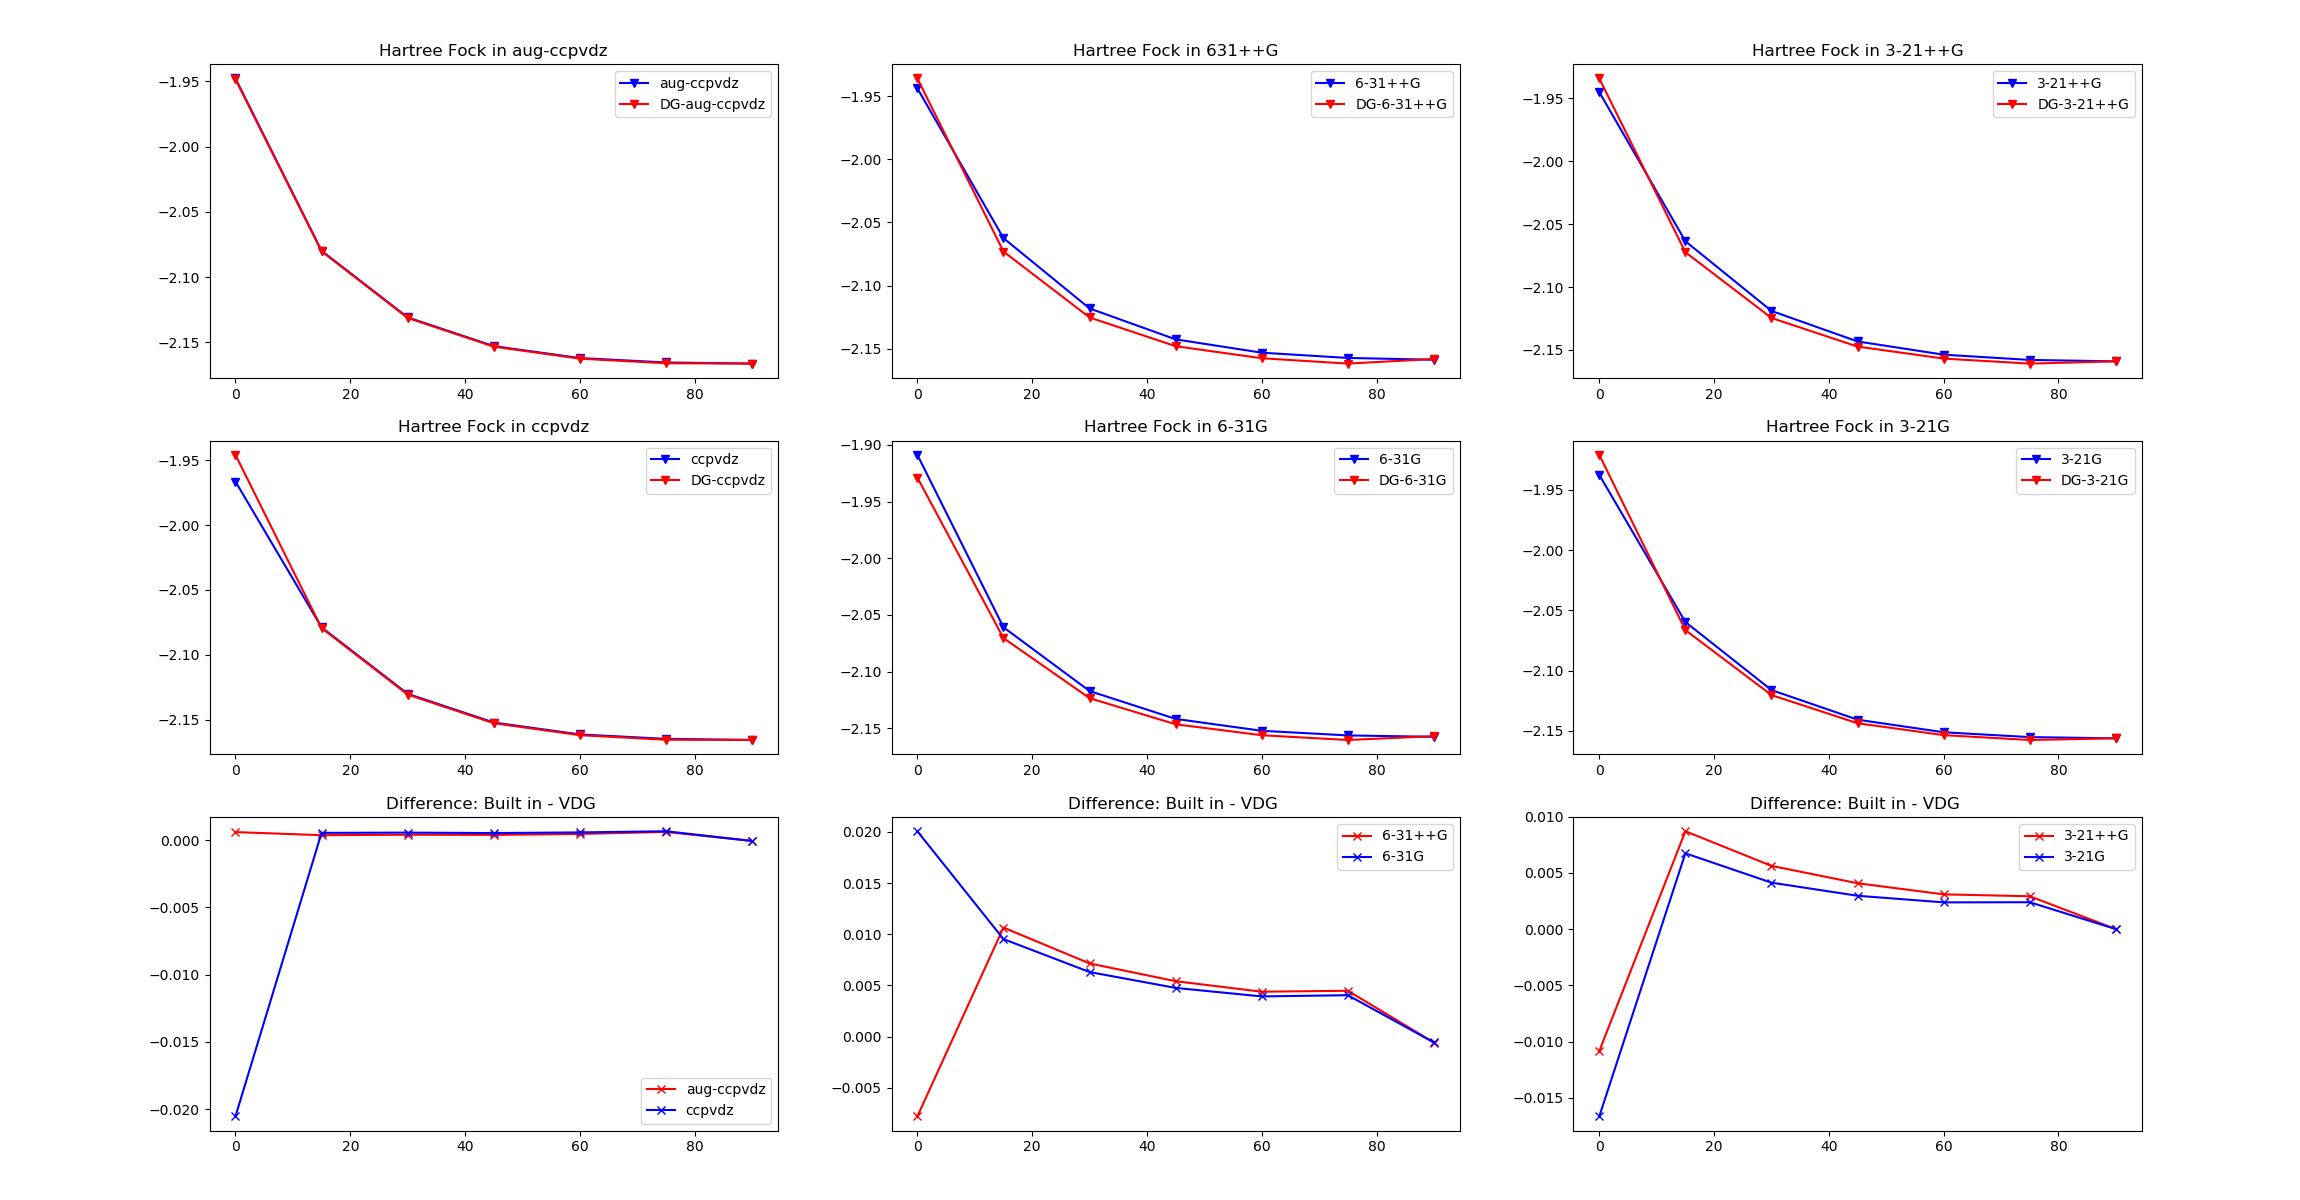 Hartree Fock in aug-ccpvdz
−1.95
−2.00
−2.05
−2.10
−2.15
0 20 40 60 80
aug-ccpvdz
DG-aug-ccpvdz
Hartree Fock in 631++G
−1.95
−2.00
−2.05
−2.10
−2.15
0 20 40 60 80
6-31++G
DG-6-31++G
Hartree Fock in 3-21++G
−1.95
−2.00
−2.05
−2.10
−2.15
0 20 40 60 80
3-21++G
DG-3-21++G
Hartree Fock in ccpvdz
−1.95
−2.00
−2.05
−2.10
−2.15
0 20 40 60 80
ccpvdz
DG-ccpvdz
Hartree Fock in 6-31G
−1.90
−1.95
−2.00
−2.05
−2.10
−2.15
0 20 40 60 80
6-31G
DG-6-31G
Hartree Fock in 3-21G
−1.95
−2.00
−2.05
−2.10
−2.15
0 20 40 60 80
3-21G
DG-3-21G
Difference: Built in - VDG
0.000
−0.005
−0.010
−0.015
−0.020
0 20 40 60 80
aug-ccpvdz
ccpvdz
Difference: Built in - VDG
0.020
0.015
0.010
0.005
0.000
−0.005
0 20 40 60 80
6-31++G
6-31G
Difference: Built in - VDG
0.010
0.005
0.000
−0.005
−0.010
−0.015
0 20 40 60 80
3-21++G
3-21G